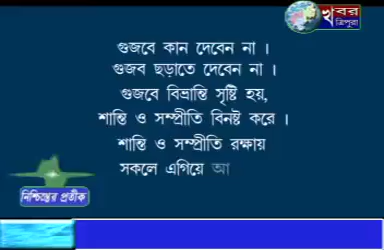 খবর
ত্রিপুরা
গুজবে কান দেবেন না ।
গুজব ছড়াতে দেবেন না ।
গুজবে বিভ্রান্তি সৃষ্টি হয়,
শান্তি ও সম্প্রীতি বিনষ্ট করে ।
শান্তি ও সম্প্রীতি রক্ষায়
সকলে এগিয়ে আ
নিশ্চিন্তের প্রতীক